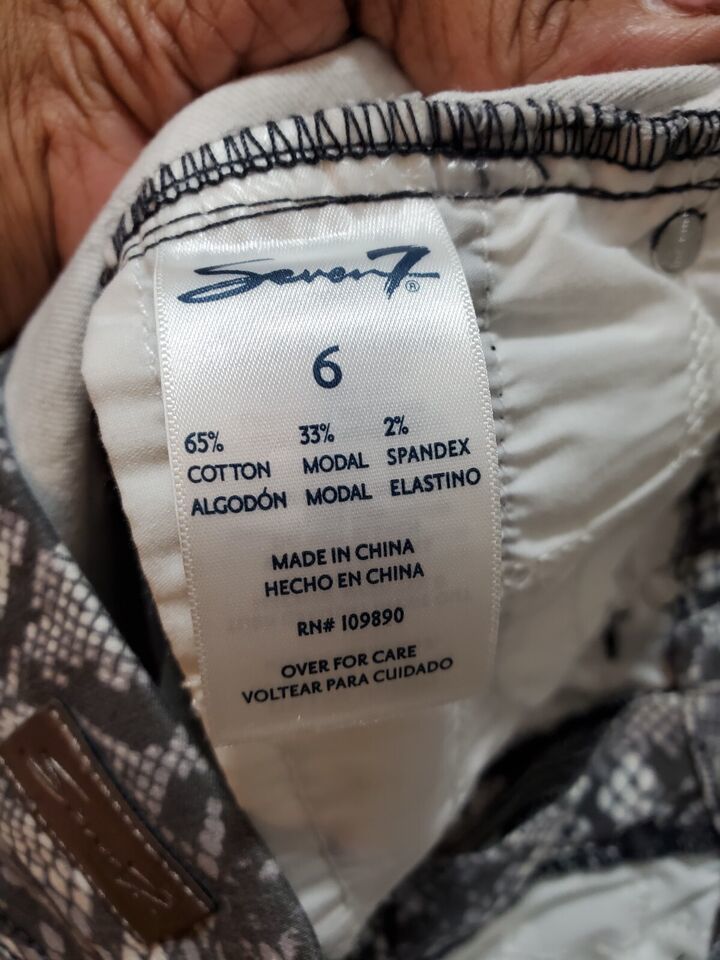 Seven7®
6
65% 33% 2%
COTTON MODAL SPANDEX
ALGODÓN MODAL ELASTINO
MADE IN CHINA
HECHO EN CHINA
RN# 109890
OVER FOR CARE
VOLTEAR PARA CUIDADO